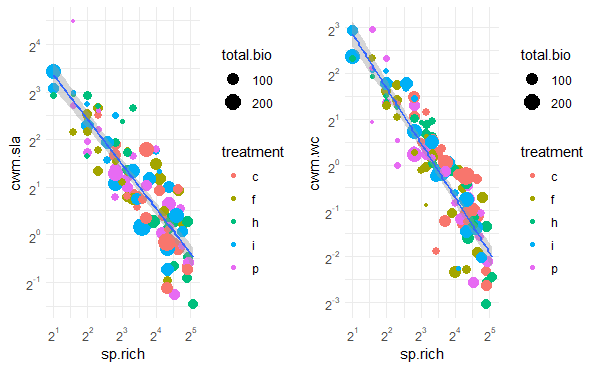 cwm.sla
2^4
2^3
2^2
2^1
2^0
2^-1
2^1 2^2 2^3 2^4 2^5
sp.rich
total.bio
100
200
treatment
c
f
h
i
p
cwm.wc
2^3
2^2
2^1
2^0
2^-1
2^-2
2^-3
2^1 2^2 2^3 2^4 2^5
sp.rich
total.bio
100
200
treatment
c
f
h
i
p